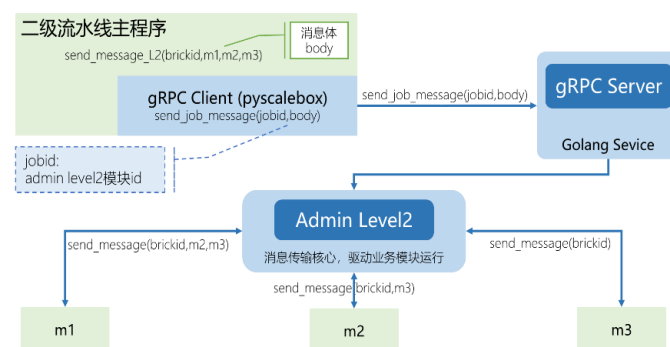 二级流水线主程序
消息体
body
send_message_L2(brickid,m1,m2,m3)
gRPC Client (pyscalebox)
send_job_message(jobid,body)
send_job_message(jobid,body)
gRPC Server
Golang Sevice
jobid:
admin level2模块id
Admin Level2
消息传输核心，驱动业务模块运行
send_message(brickid,m2,m3)
send_message(brickid)
send_message(brickid,m3)
m1
m2
m3